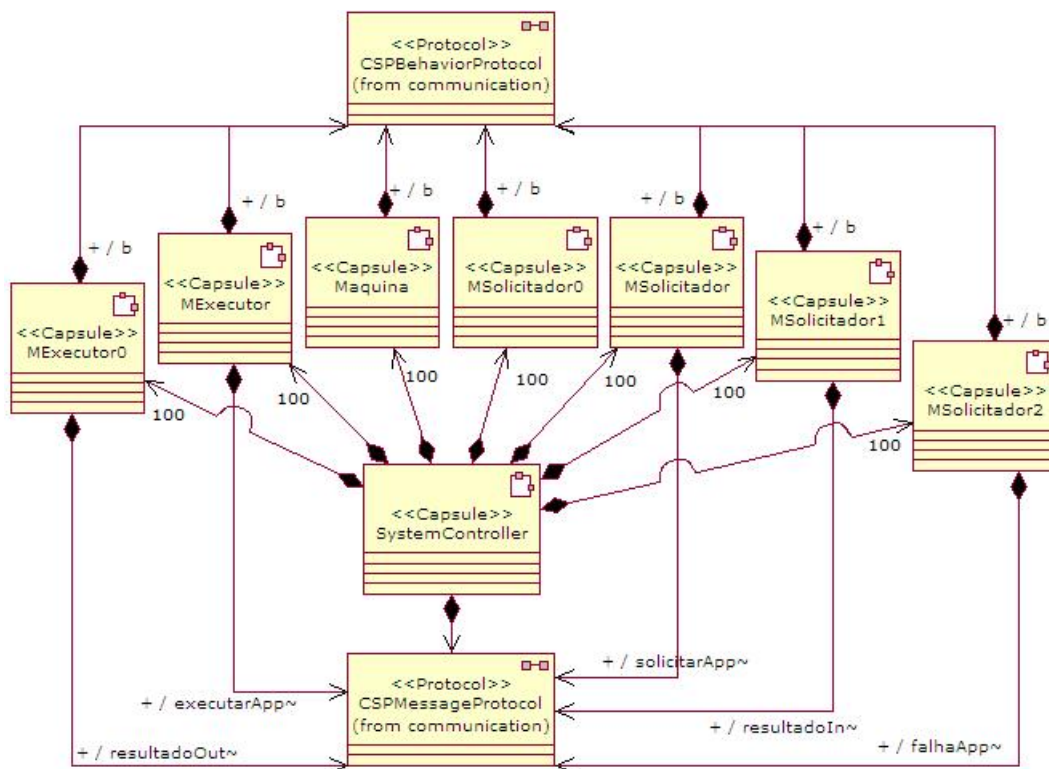 <<Protocol>>
CSPBehaviorProtocol
(from communication)
+ / b
+ / b
+ / b
+ / b
+ / b
+ / b
+ / b
<<Capsule>>
MExecutor0
<<Capsule>>
MExecutor
<<Capsule>>
Maquina
<<Capsule>>
MSolicitador0
<<Capsule>>
MSolicitador
<<Capsule>>
MSolicitador1
<<Capsule>>
MSolicitador2
100
100
100
100
100
100
100
<<Capsule>>
SystemController
<<Protocol>>
CSPMessageProtocol
(from communication)
+ / solicitarApp~
+ / executarApp~
+ / resultadoIn~
+ / resultadoOut~
+ / falhaApp~